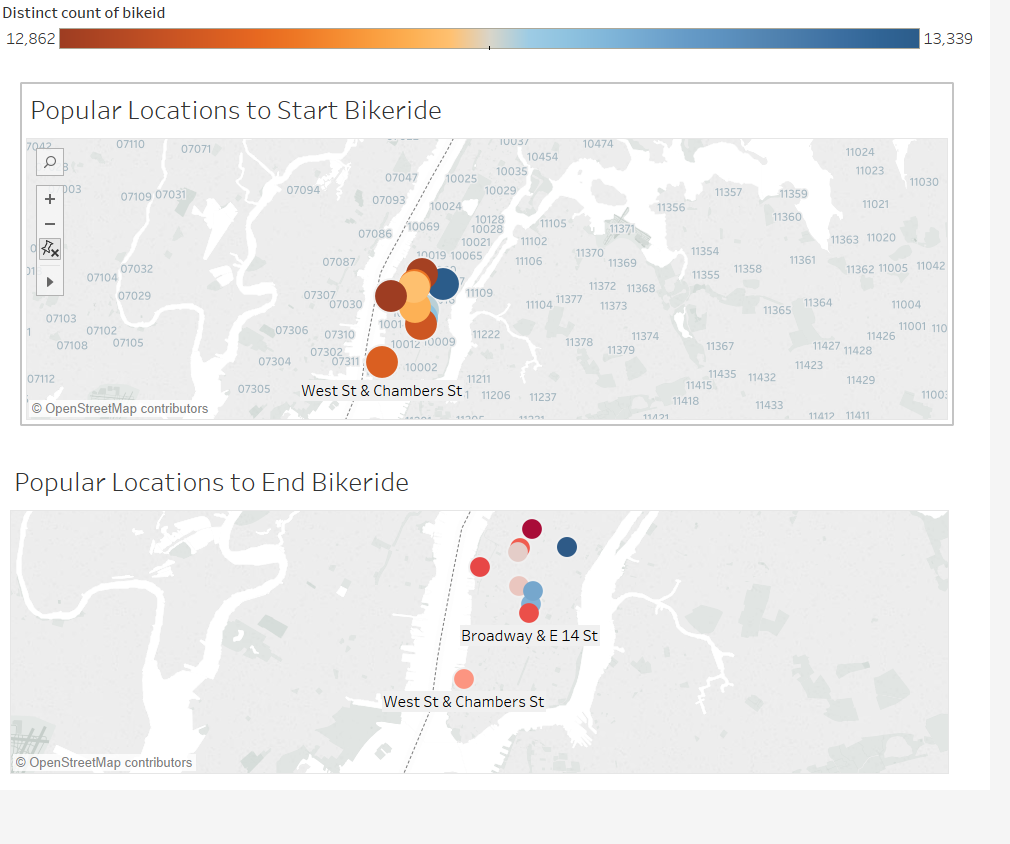 Distinct count of bikeid
12,862 13,339
Popular Locations to Start Bikeride
07110 07071 10037 10474
10454 11024
11023
07047 10025 10035 11030
07109 07031 07094 10029 11357 11359
07093 10024 11356 11021
10128 11360
07086 10069 10028 11105 11371
10021 11102 11363 11020
07087 10019 10065 11106 11370 11369 11354 11361
07104 07032 11355 11358 11362 11005 11042
07029 07307 07030 11109 11372 11368
11104 11377 11373 11364 11004
07103 11365
07108 07102 07105 07306 07310 11222 11374 11001
11378 11379 11367 11427 11428 11426
07302 10012 10009
07304 07311 10002 11423
07112 07305 11211 11435 11432 11429
11415
West St & Chambers St 11206 11237 11418 11433
11421 11412 11411
© OpenStreetMap contributors
Popular Locations to End Bikeride
Broadway & E 14 St
West St & Chambers St
© OpenStreetMap contributors